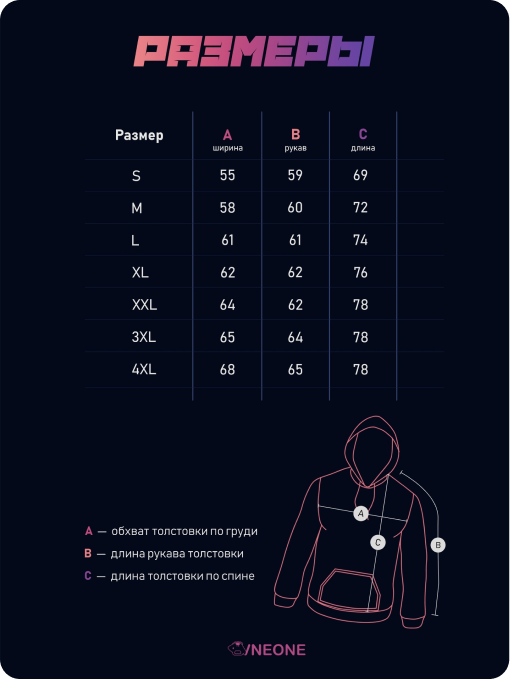 РАЗМЕРЫ
Размер A B C
ширина рукав длина
S 55 59 69
M 58 60 72
L 61 61 74
XL 62 62 76
XXL 64 62 78
3XL 65 64 78
4XL 68 65 78
A
C
B
A — обхват толстовки по груди
B — длина рукава толстовки
C — длина толстовки по спине
/NEONE